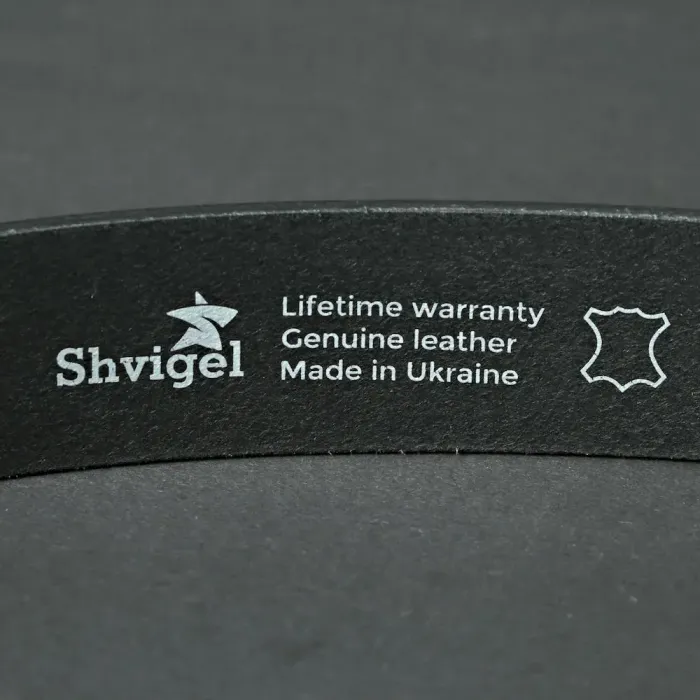 Shvigel
Lifetime warranty
Genuine leather
Made in Ukraine